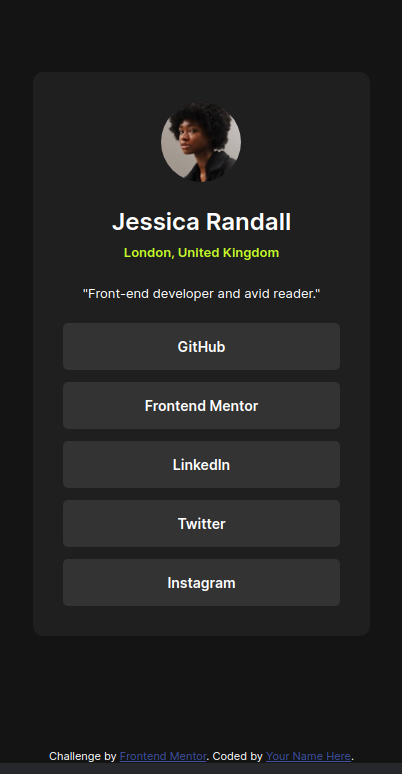 Jessica Randall
London, United Kingdom
"Front-end developer and avid reader."
GitHub
Frontend Mentor
LinkedIn
Twitter
Instagram
Challenge by Frontend Mentor. Coded by Your Name Here.